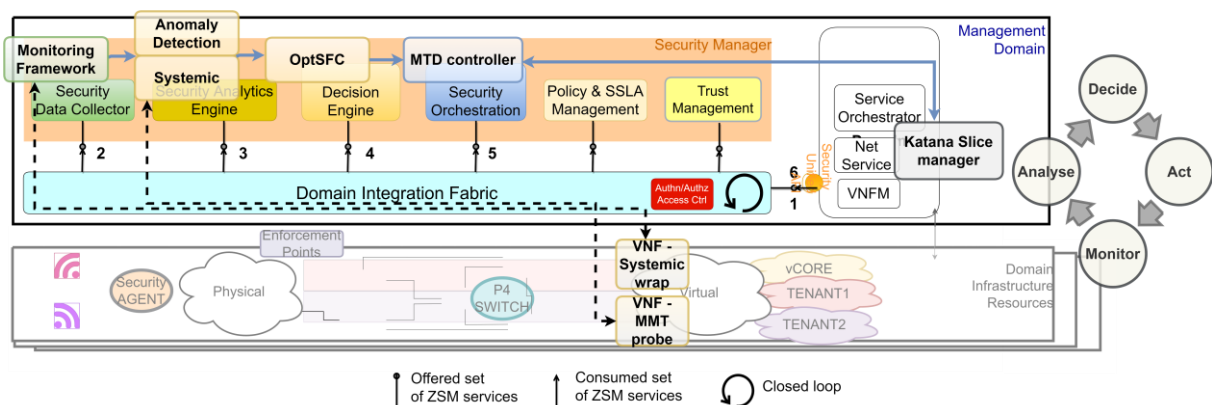 Anomaly
Detection
Monitoring
Framework
Systemic
OptSFC
MTD controller
Security Manager
Management
Domain
Security
Data Collector
Security Analytics
Engine
Decision
Engine
Security
Orchestration
Policy & SSLA
Management
Trust
Management
Service
Orchestrator
Net
Service
VNFM
Katana Slice
manager
Security
2
3
4
5
6
1
Domain Integration Fabric
Authn/Authz
Access Ctrl
Decide
Analyse
Act
Monitor
Enforcement
Points
Security
AGENT
Physical
P4
SWITCH
VNF -
Systemic
wrap
VNF -
MMT
probe
Virtual
vCORE
TENANT1
TENANT2
Domain
Infrastructure
Resources
Offered set
of ZSM services
Consumed set
of ZSM services
Closed loop